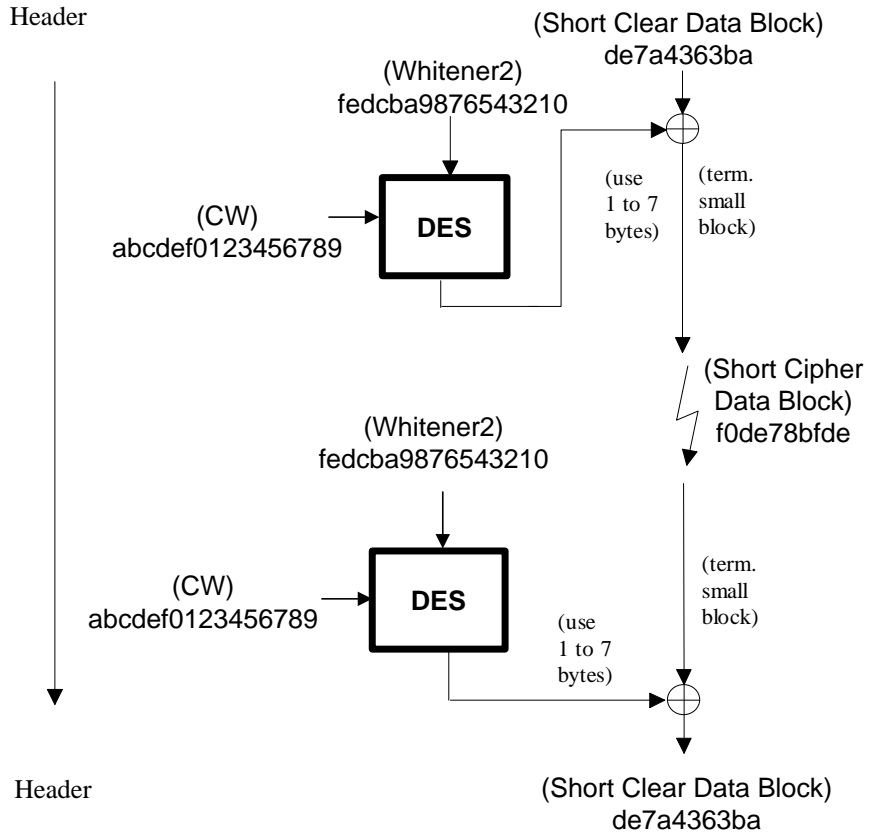 Header
(Short Clear Data Block)
de7a4363ba
(Whitener2)
fedcba9876543210
(use
1 to 7
bytes)
(term.
small
block)
(CW)
abcdef0123456789
DES
(Short Cipher
Data Block)
f0de78bfde
(Whitener2)
fedcba9876543210
(CW)
abcdef0123456789
DES
(term.
small
block)
(use
1 to 7
bytes)
Header
(Short Clear Data Block)
de7a4363ba